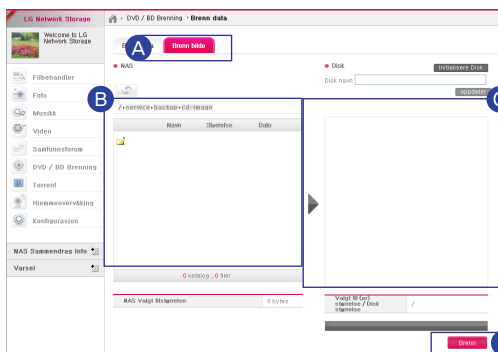 LG Network Storage
DVD / BD Brenning › Brenn data
Welcome to LG
Network Storage
A
Brenn bilde
NAS
Disk
Initialisere Disk
Disk navn
oppdater
Filbehandler
Foto
Musikk
Video
Samfunnsforum
DVD / BD Brenning
Torrent
Hjemmeovervåking
Konfigurasjon
NAS Sammendrag Info
Varsel
B
/▸service▸backup▸cd-image
Navn Størrelse Dato
0 katalog , 0 filer
NAS Valgt filstørrelse: 0 bytes
Valgt fil (er)
størrelse / Disk
størrelse
/
Brenn